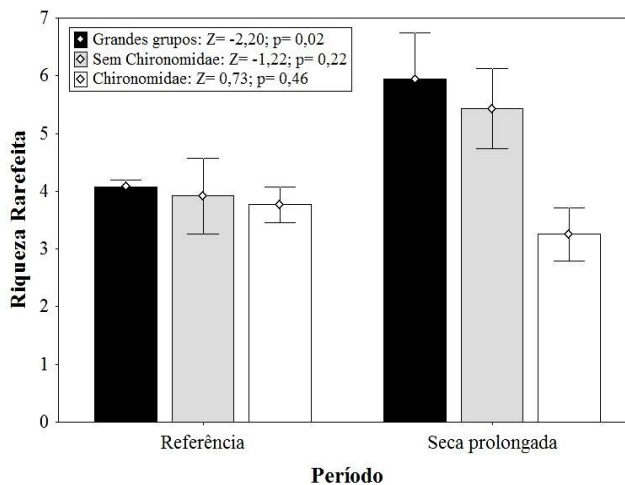 7
Grandes grupos: Z= -2,20; p= 0,02
Sem Chironomidae: Z= -1,22; p= 0,22
Chironomidae: Z= 0,73; p= 0,46
6
5
4
3
2
1
0
Riqueza Rarefeita
Referência Seca prolongada
Período